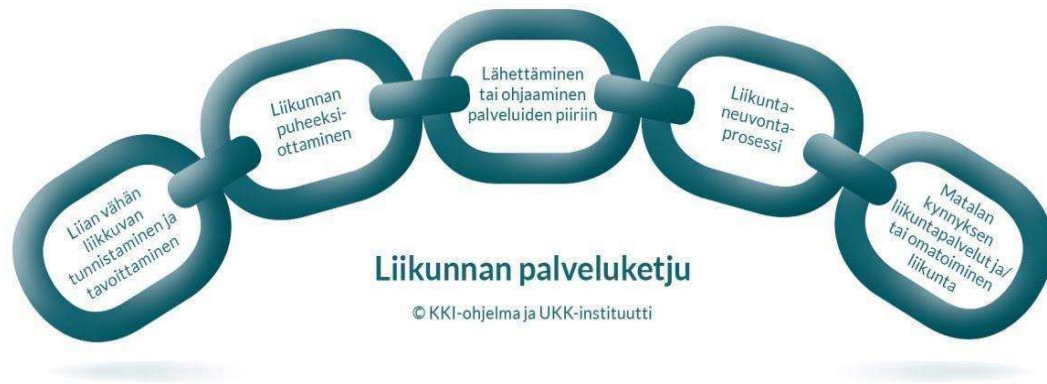 Liian vähän
liikkuvan
tunnistaminen ja
tavoittaminen
Liikunnan
puheeksi-
ottaminen
Lähettäminen
tai ohjaaminen
palveluiden piiriin
Liikunta-
neuvonta-
prosessi
Matalan
kynnyksen
liikuntapalvelut ja/
tai omatoiminen
liikunta
Liikunnan palveluketju
© KKI-ohjelma ja UKK-instituutti